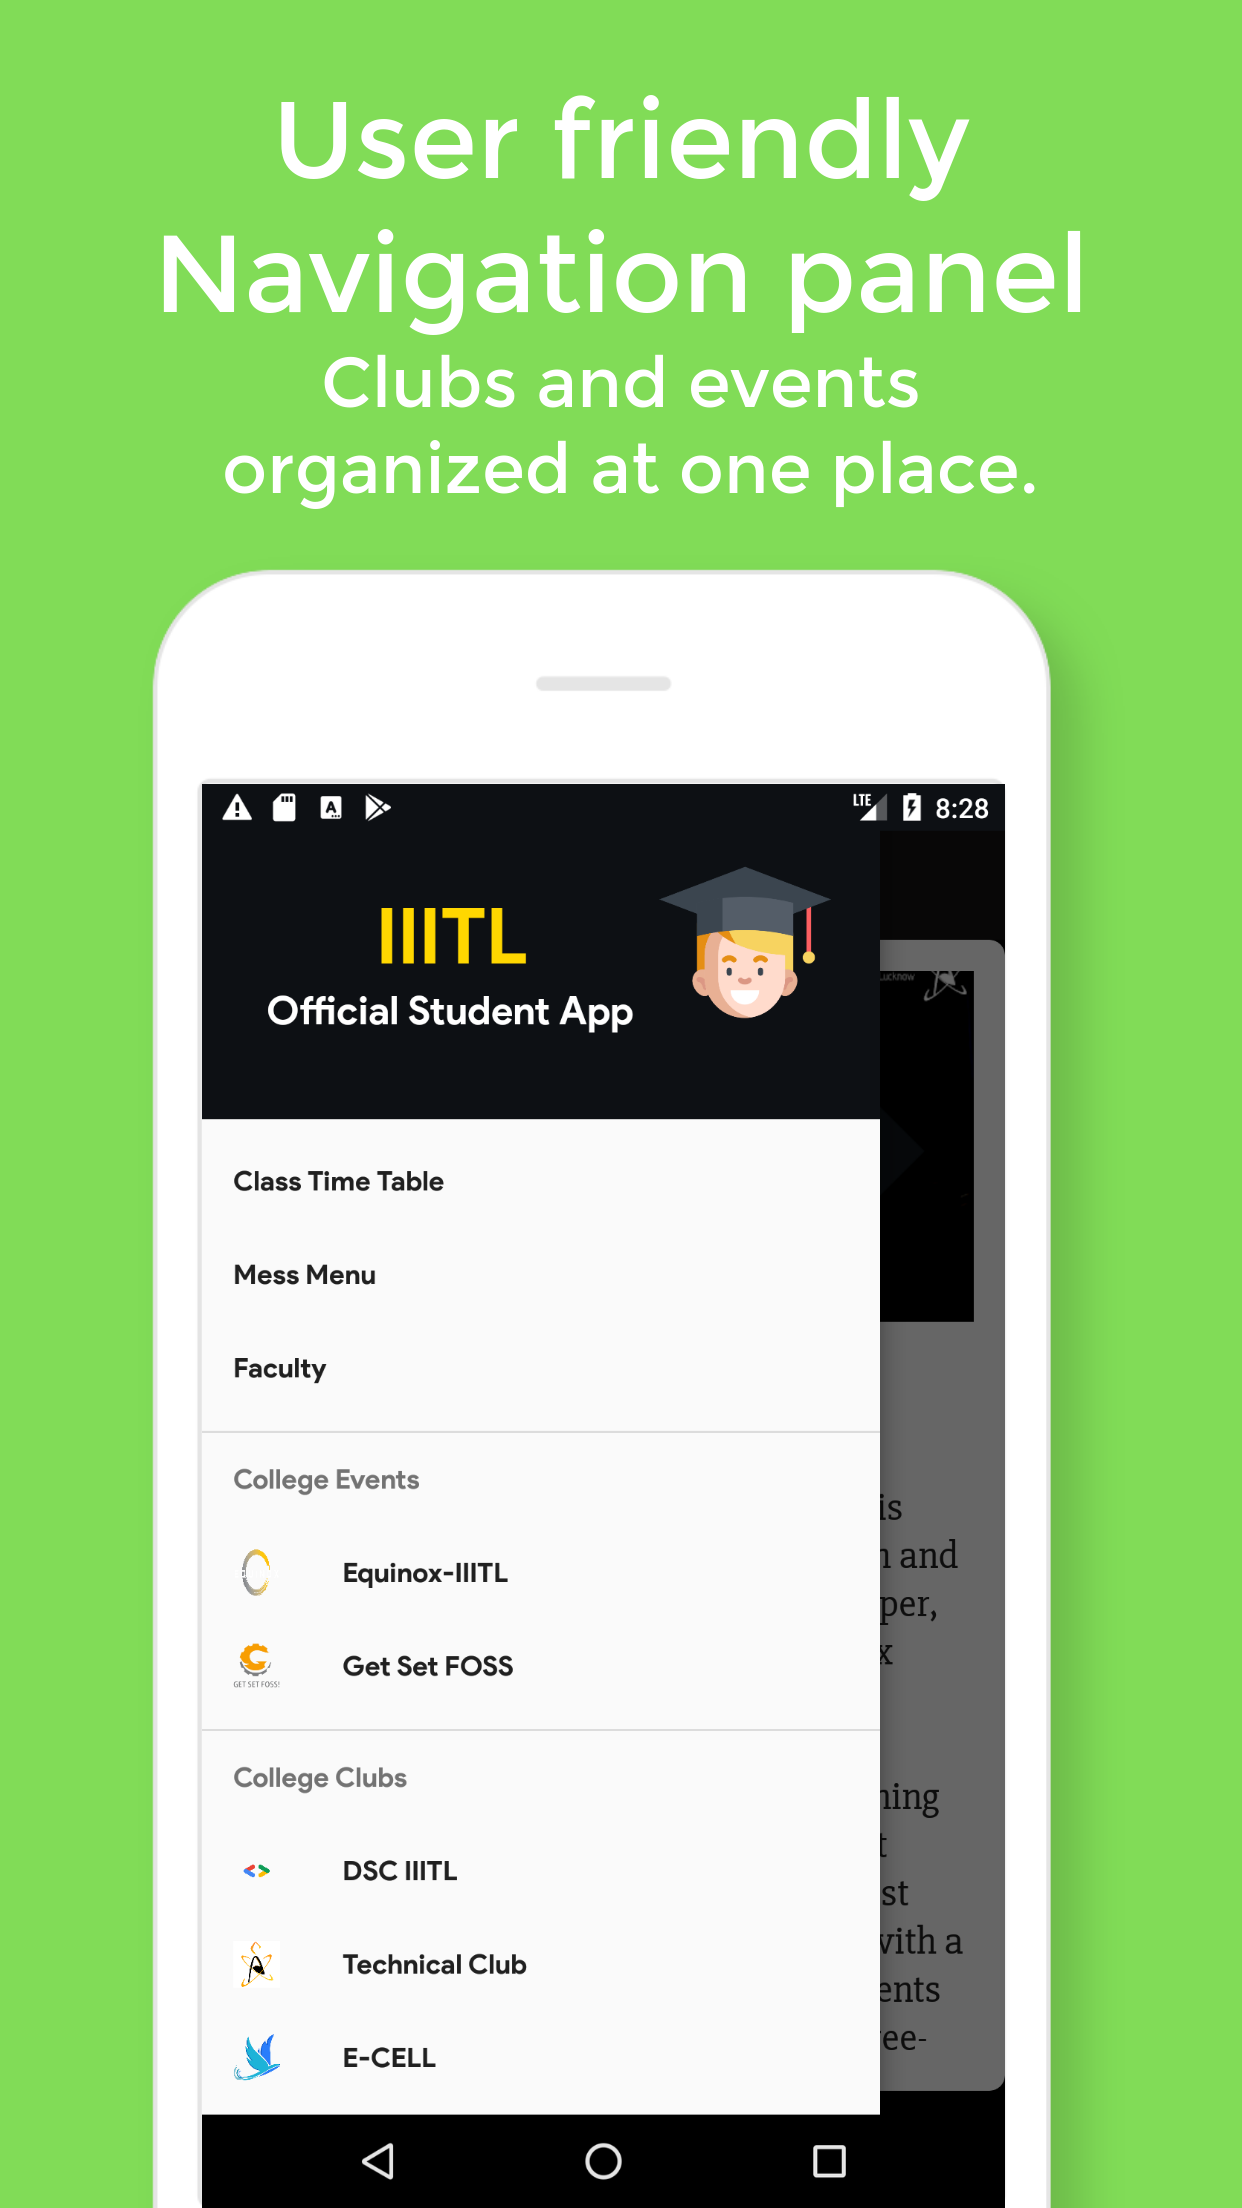 User friendly
Navigation panel
Clubs and events
organized at one place.
LTE
8:28
A
IIITL
Official Student App
Lucknow
Class Time Table
Mess Menu
Faculty
College Events
is
Equinox-IIITL
and
per,
Get Set FOSS
GET SET FOSS!
x
College Clubs
ning
DSC IIITL
t
st
Technical Club
with a
ents
E-CELL
ee-